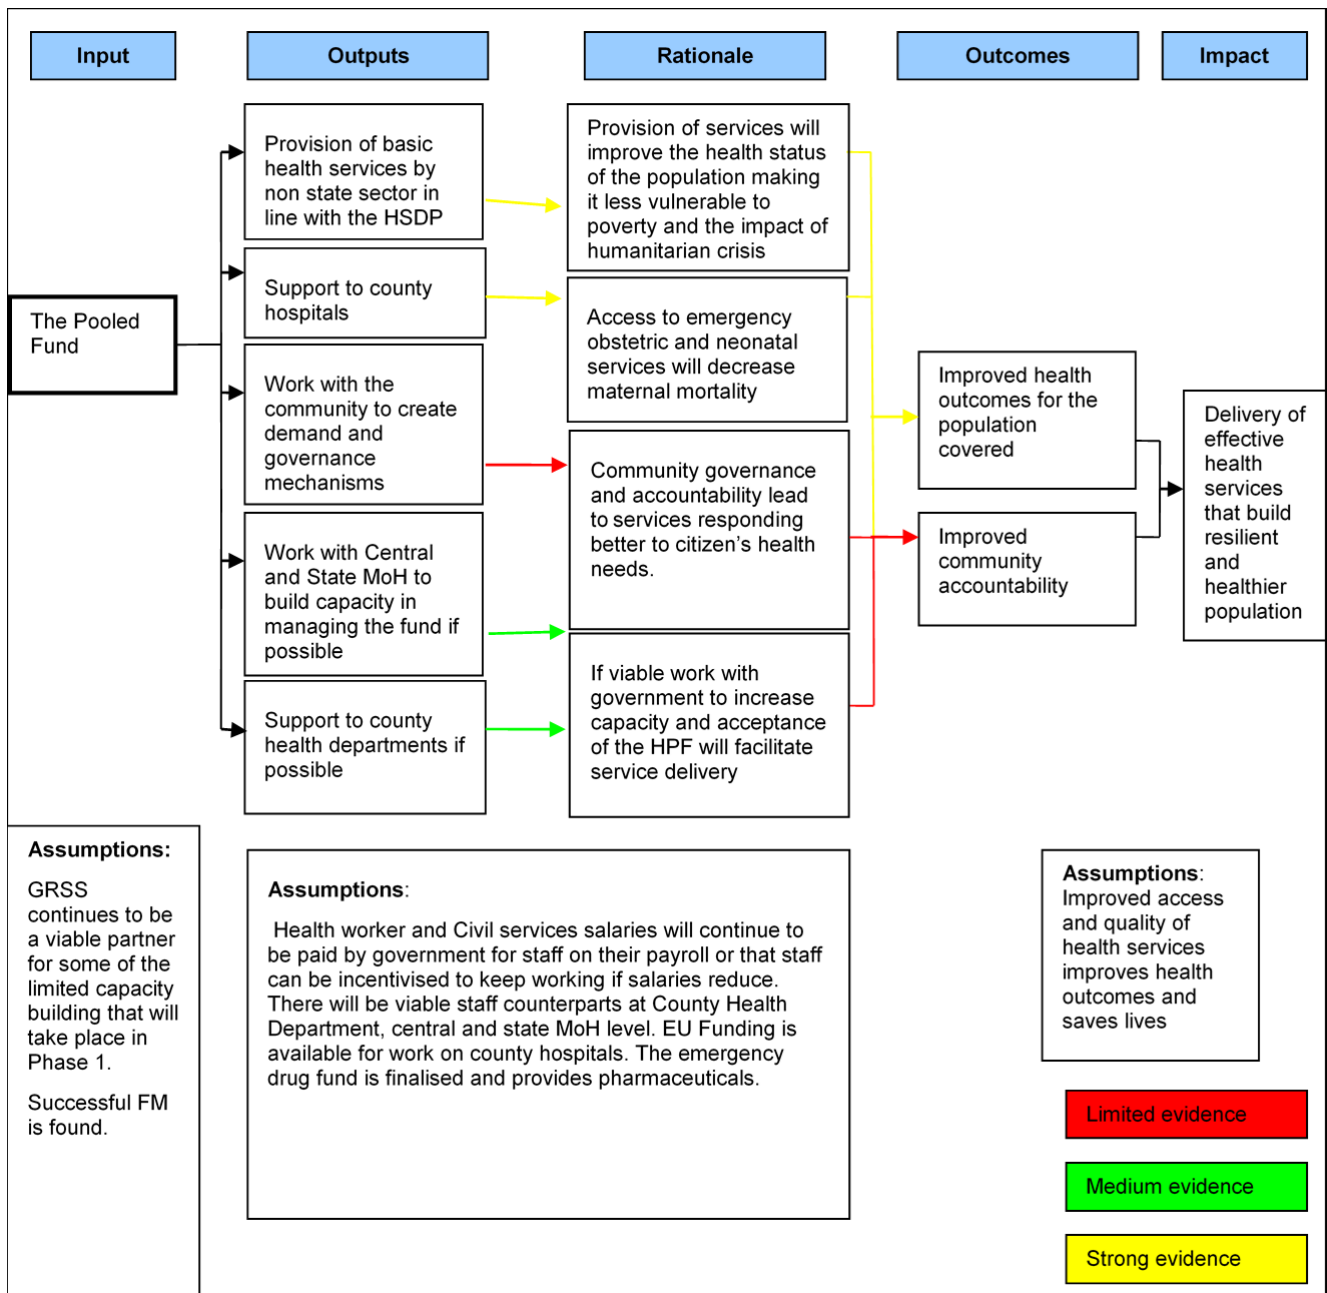 Input
Outputs
Rationale
Outcomes
Impact
The Pooled
Fund
Provision of basic
health services by
non state sector in
line with the HSDP
Support to county
hospitals
Work with the
community to create
demand and
governance
mechanisms
Work with Central
and State MoH to
build capacity in
managing the fund if
possible
Support to county
health departments if
possible
Provision of services will
improve the health status
of the population making
it less vulnerable to
poverty and the impact of
humanitarian crisis
Access to emergency
obstetric and neonatal
services will decrease
maternal mortality
Community governance
and accountability lead
to services responding
better to citizen’s health
needs.
If viable work with
government to increase
capacity and acceptance
of the HPF will facilitate
service delivery
Improved health
outcomes for the
population
covered
Improved
community
accountability
Delivery of
effective
health
services
that build
resilient
and
healthier
population
Assumptions:
GRSS
continues to be
a viable partner
for some of the
limited capacity
building that will
take place in
Phase 1.
Successful FM
is found.
Assumptions:
Health worker and Civil services salaries will continue to
be paid by government for staff on their payroll or that staff
can be incentivised to keep working if salaries reduce.
There will be viable staff counterparts at County Health
Department, central and state MoH level. EU Funding is
available for work on county hospitals. The emergency
drug fund is finalised and provides pharmaceuticals.
Assumptions:
Improved access
and quality of
health services
improves health
outcomes and
saves lives
Limited evidence
Medium evidence
Strong evidence